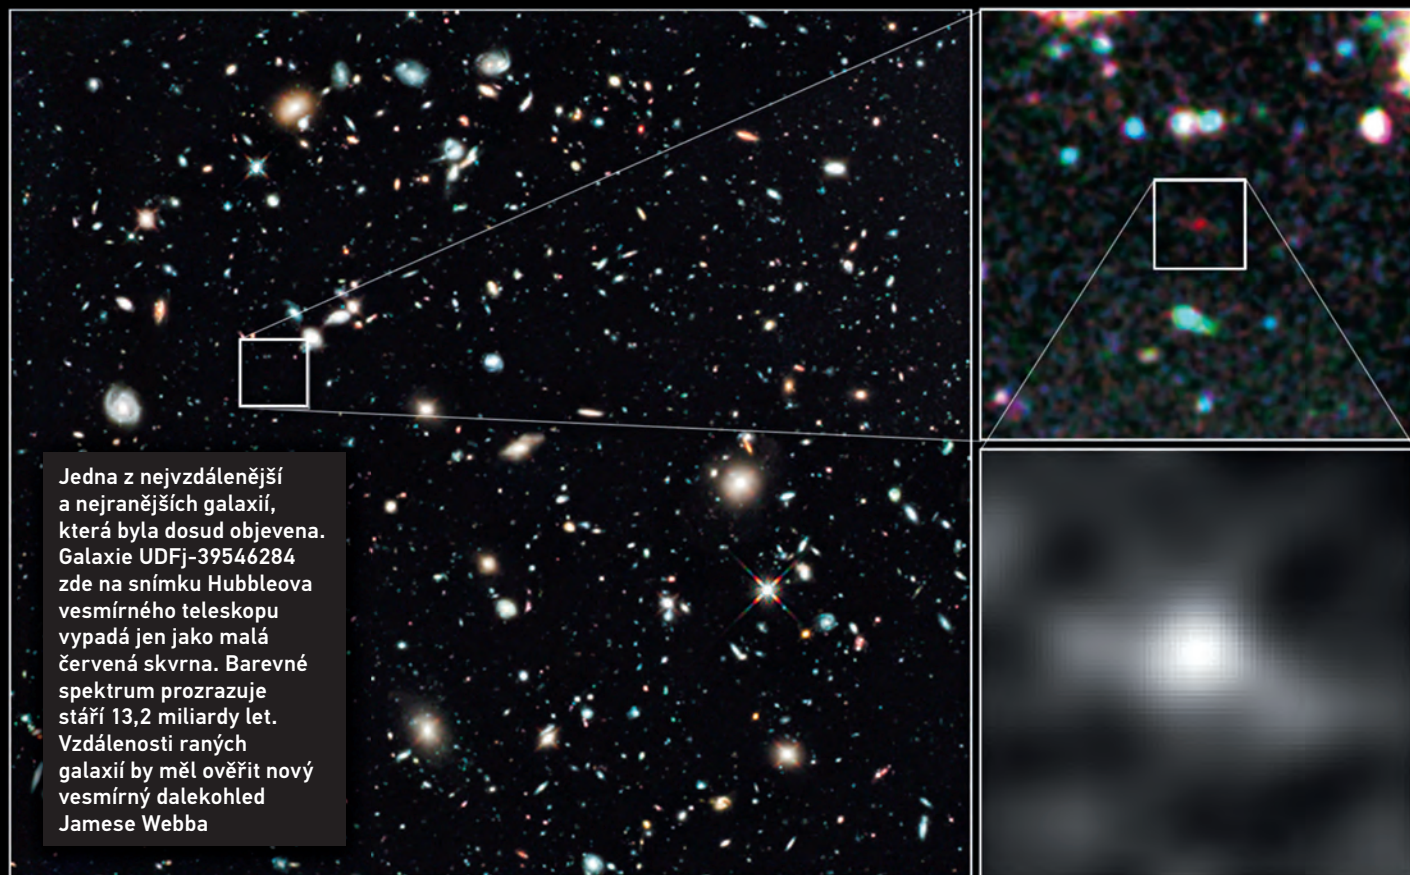 Jedna z nejvzdálenější
a nejranějších galaxií,
která byla dosud objevena.
Galaxie UDFj-39546284
zde na snímku Hubbleova
vesmírného teleskopu
vypadá jen jako malá
červená skvrna. Barevné
spektrum prozrazuje
stáří 13,2 miliardy let.
Vzdálenosti raných
galaxií by měl ověřit nový
vesmírný dalekohled
Jamese Webba